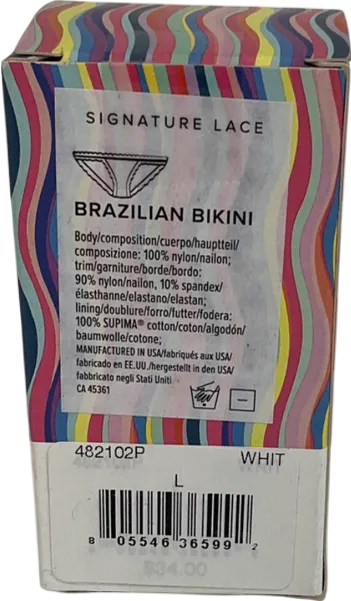 SIGNATURE LACE
BRAZILIAN BIKINI
Body/composition/cuerpo/hauptteil/
composizione: 100% nylon/nailon;
trim/garniture/borde/bordo:
90% nylon/nailon, 10% spandex/
élasthanne/elastano/elastan;
lining/doublure/forro/futter/fodera:
100% SUPIMA® cotton/coton/algodón/
baumwolle/cotone;
MANUFACTURED IN USA/fabriqués aux USA/
fabricado en EE.UU./hergestellt in den USA/
fabbricato negli Stati Uniti
CA 45361
482102P WHIT
L
8 05546 36599 2
$34.00